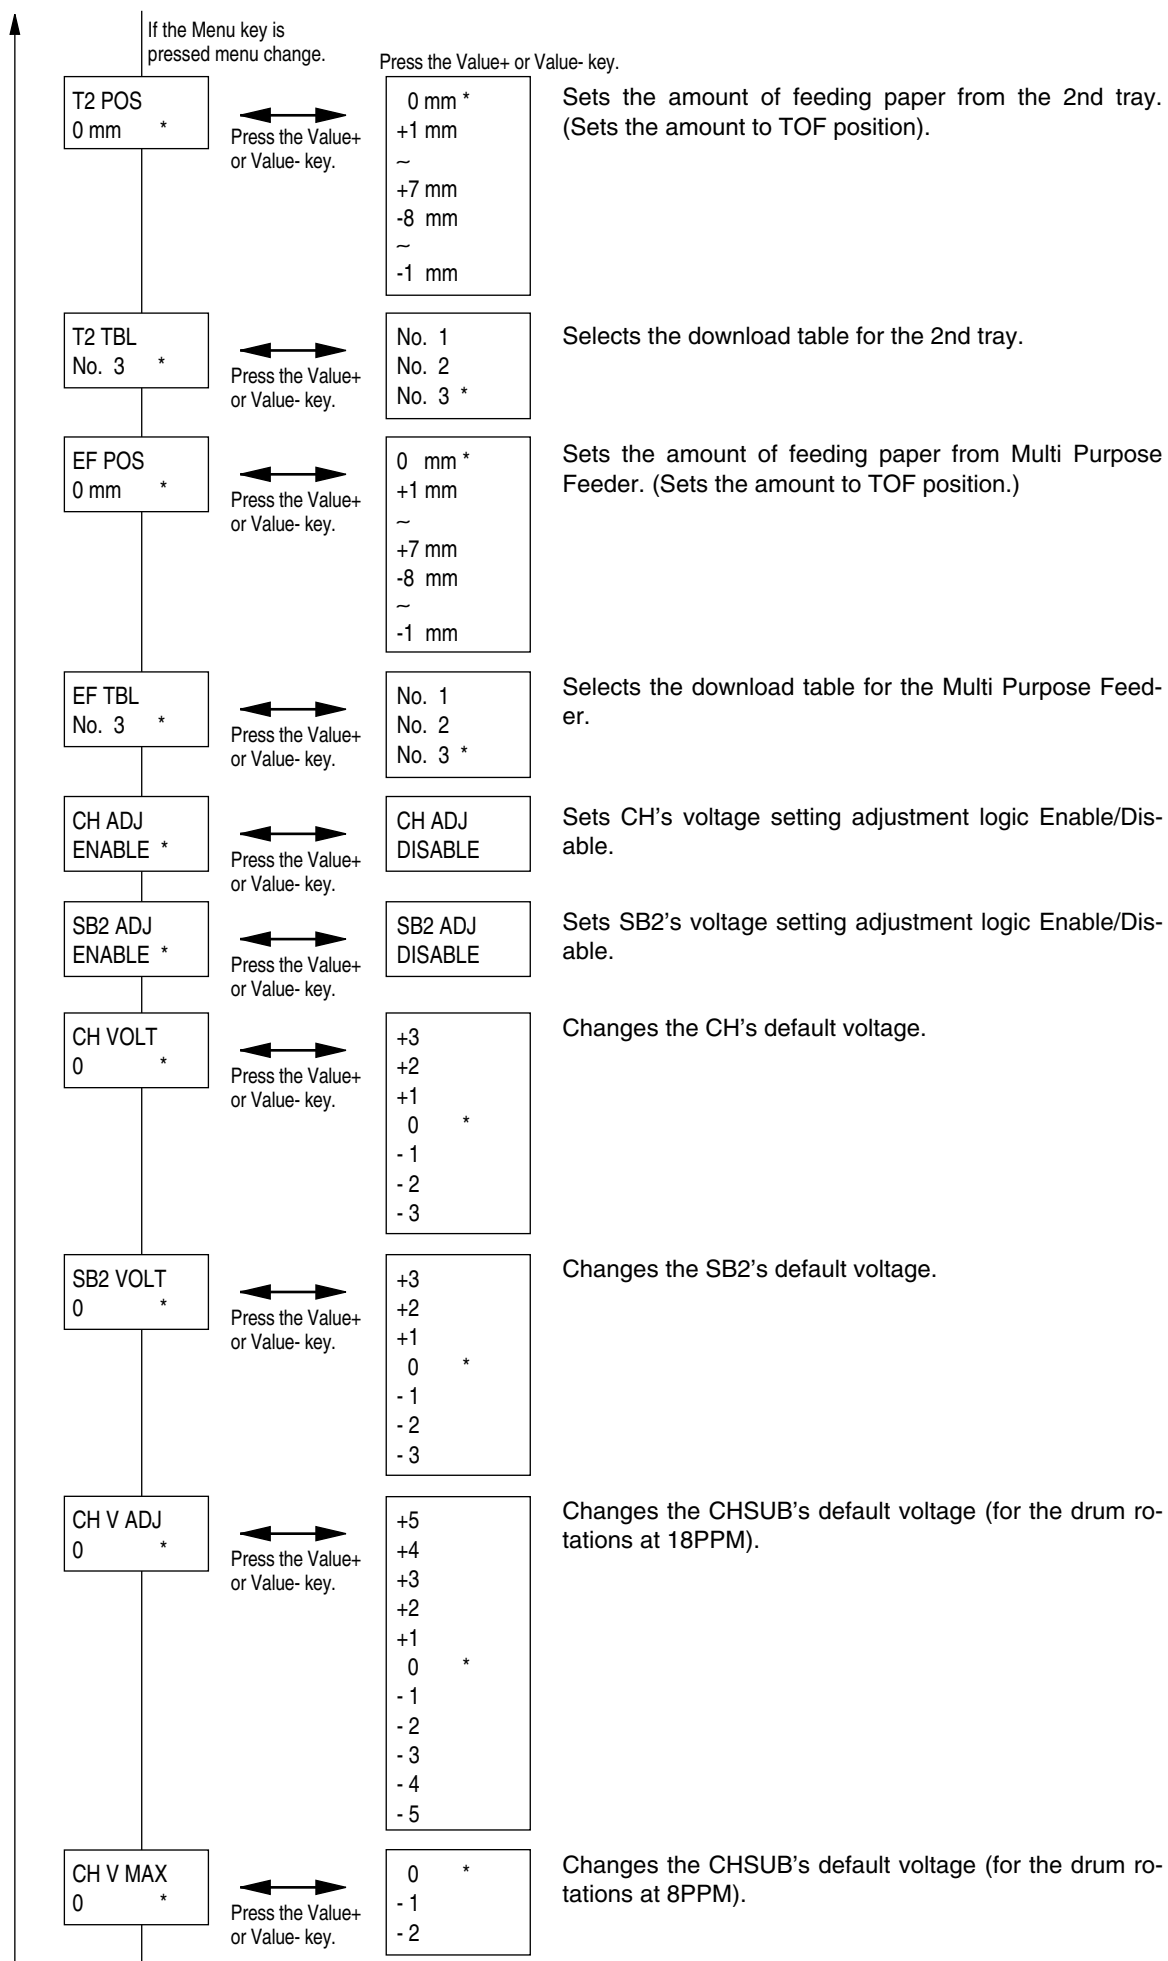 If the Menu key is
pressed menu change.
Press the Value+ or Value- key.
T2 POS
0 mm *
Press the Value+
or Value- key.
0 mm *
+1 mm
~
+7 mm
-8 mm
~
-1 mm
Sets the amount of feeding paper from the 2nd tray.
(Sets the amount to TOF position).
T2 TBL
No. 3 *
Press the Value+
or Value- key.
No. 1
No. 2
No. 3 *
Selects the download table for the 2nd tray.
EF POS
0 mm *
Press the Value+
or Value- key.
0 mm *
+1 mm
~
+7 mm
-8 mm
~
-1 mm
Sets the amount of feeding paper from Multi Purpose
Feeder. (Sets the amount to TOF position.)
EF TBL
No. 3 *
Press the Value+
or Value- key.
No. 1
No. 2
No. 3 *
Selects the download table for the Multi Purpose Feed-
er.
CH ADJ
ENABLE *
Press the Value+
or Value- key.
CH ADJ
DISABLE
Sets CH's voltage setting adjustment logic Enable/Dis-
able.
SB2 ADJ
ENABLE *
Press the Value+
or Value- key.
SB2 ADJ
DISABLE
Sets SB2's voltage setting adjustment logic Enable/Dis-
able.
CH VOLT
0 *
Press the Value+
or Value- key.
+3
+2
+1
0 *
- 1
- 2
- 3
Changes the CH's default voltage.
SB2 VOLT
0 *
Press the Value+
or Value- key.
+3
+2
+1
0 *
- 1
- 2
- 3
Changes the SB2's default voltage.
CH V ADJ
0 *
Press the Value+
or Value- key.
+5
+4
+3
+2
+1
0 *
- 1
- 2
- 3
- 4
- 5
Changes the CHSUB's default voltage (for the drum ro-
tations at 18PPM).
CH V MAX
0 *
Press the Value+
or Value- key.
0 *
- 1
- 2
Changes the CHSUB's default voltage (for the drum ro-
tations at 8PPM).